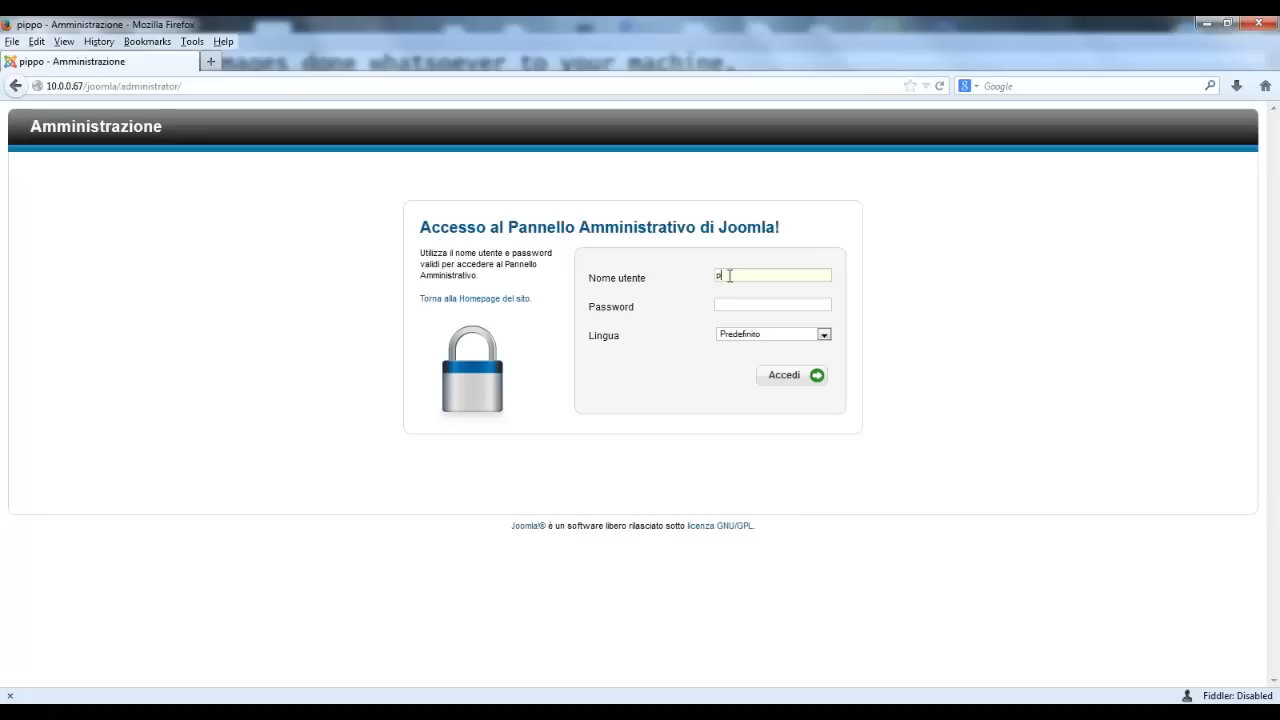 pippo - Amministrazione - Mozilla Firefox
File Edit View History Bookmarks Tools Help
pippo - Amministrazione
whatsoever to your machine
10.0.0.67/joomla/administrator/
Google
Amministrazione
Accesso al Pannello Amministrativo di Joomla!
Utilizza il nome utente e password
validi per accedere al Pannello
Amministrativo.
Torna alla Homepage del sito.
Nome utente
p
Password
Lingua
Predefinito
Accedi
Joomla!® è un software libero rilasciato sotto licenza GNU/GPL.
Fiddler: Disabled